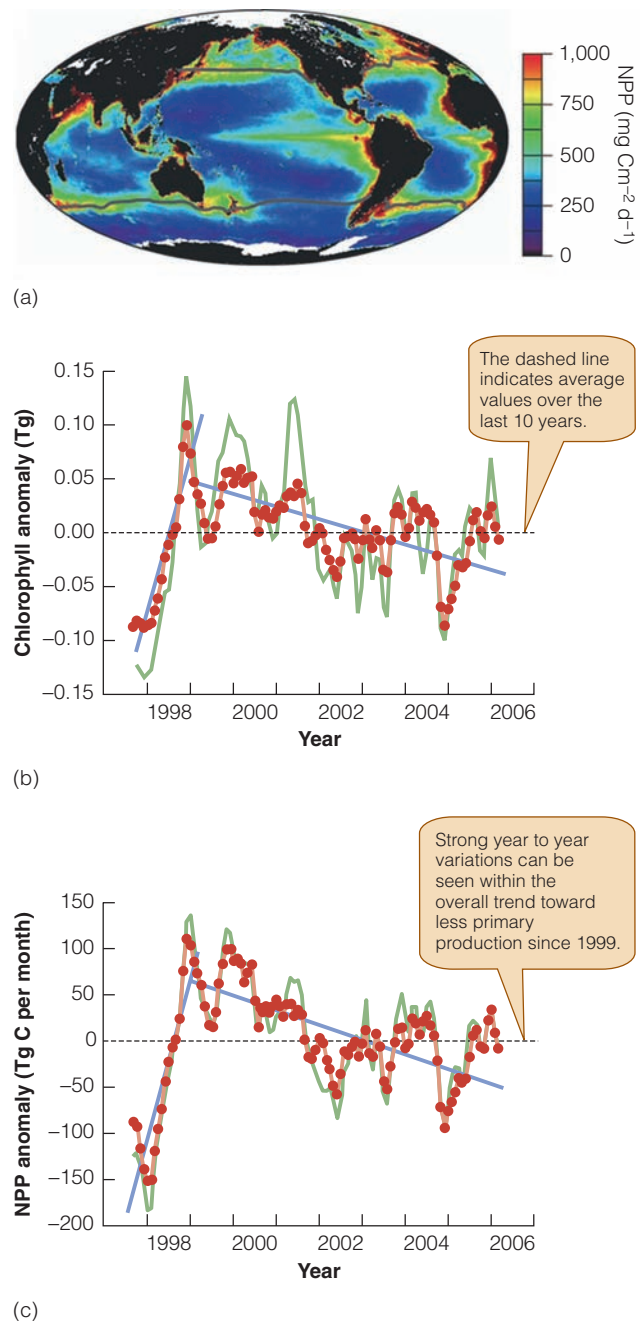 1,000
750
500
250
0
NPP (mg Cm⁻² d⁻¹)
(a)
The dashed line
indicates average
values over the
last 10 years.
0.15
0.10
0.05
0.00
−0.05
−0.10
−0.15
Chlorophyll anomaly (Tg)
1998 2000 2002 2004 2006
Year
(b)
Strong year to year
variations can be
seen within the
overall trend toward
less primary
production since 1999.
150
100
50
0
−50
−100
−150
−200
NPP anomaly (Tg C per month)
1998 2000 2002 2004 2006
Year
(c)